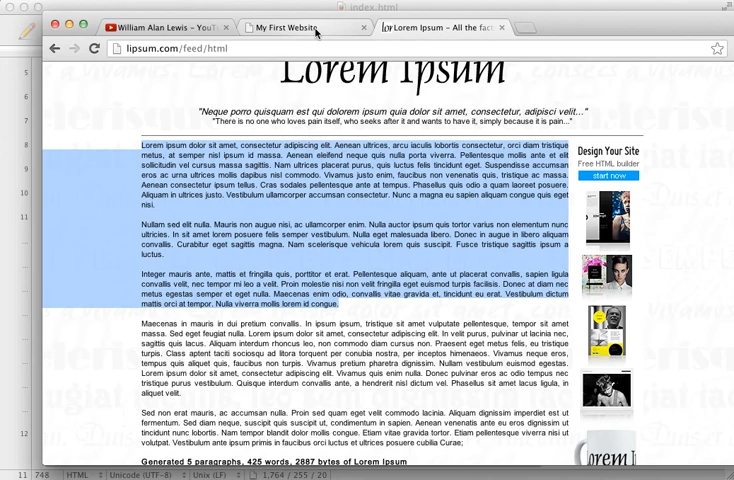 index.html
William Alan Lewis - YouTu
My First Website
Lorem Ipsum - All the fact
lipsum.com/feed/html
Lorem Ipsum
"Neque porro quisquam est qui dolorem ipsum quia dolor sit amet, consectetur, adipisci velit..."
"There is no one who loves pain itself, who seeks after it and wants to have it, simply because it is pain..."
Lorem ipsum dolor sit amet, consectetur adipiscing elit. Aenean ultrices, arcu iaculis lobortis consectetur, orci diam tristique
metus, at semper nisl ipsum id massa. Aenean eleifend neque quis nulla porta viverra. Pellentesque mollis ante et elit
sollicitudin vel cursus massa sagittis. Nam ultrices placerat purus, quis luctus felis tincidunt eget. Suspendisse accumsan
eros ac urna ultrices mollis dapibus nisl commodo. Vivamus justo enim, faucibus non venenatis quis, tristique ac massa.
Aenean consectetur ipsum tellus. Cras sodales pellentesque ante at tempus. Phasellus quis odio a quam laoreet posuere.
Aliquam in ultricies justo. Vestibulum ullamcorper accumsan consectetur. Nunc a magna eu sapien aliquam congue quis eget
nisi.
Nullam sed elit nulla. Mauris non augue nisi, ac ullamcorper enim. Nulla auctor ipsum quis tortor varius non elementum nunc
ultricies. In sit amet lorem posuere felis semper vestibulum. Nulla eget malesuada libero. Donec in augue in libero aliquam
convallis. Curabitur eget sagittis magna. Nam scelerisque vehicula lorem quis suscipit. Fusce tristique sagittis ipsum a
luctus.
Integer mauris ante, mattis et fringilla quis, porttitor et erat. Pellentesque aliquam, ante ut placerat convallis, sapien ligula
convallis velit, nec tempor mi leo a velit. Proin molestie nisi non velit fringilla eget euismod turpis facilisis. Donec at diam nec
metus egestas semper et eget nulla. Maecenas enim odio, convallis vitae gravida et, tincidunt eu erat. Vestibulum dictum
mattis orci at tempor. Nulla viverra mollis lorem id congue.
Maecenas in mauris in dui pretium convallis. In ipsum ipsum, tristique sit amet vulputate pellentesque, tempor sit amet
massa. Sed eget feugiat nulla. Lorem ipsum dolor sit amet, consectetur adipiscing elit. In velit purus, pulvinar ut lacinia nec,
sagittis quis lacus. Aliquam interdum rhoncus leo, non commodo diam cursus non. Praesent eget metus felis, eu tristique
turpis. Class aptent taciti sociosqu ad litora torquent per conubia nostra, per inceptos himenaeos. Vivamus neque eros,
tempus quis aliquet quis, faucibus non turpis. Vivamus pretium pharetra dignissim. Nullam vestibulum euismod egestas.
Lorem ipsum dolor sit amet, consectetur adipiscing elit. Vivamus quis enim nulla. Donec pulvinar eros ac odio tempus nec
tristique purus vestibulum. Quisque interdum convallis ante, a hendrerit nisl dictum vel. Phasellus sit amet lacus ligula, in
aliquet velit.
Sed non erat mauris, ac accumsan nulla. Proin sed quam eget velit commodo lacinia. Aliquam dignissim imperdiet est ut
fermentum. Sed diam neque, suscipit quis suscipit ut, condimentum in sapien. Aenean venenatis ante eu eros dignissim ut
tincidunt neque faucibus. Nam tristique blandit dolor mollis congue. Etiam vitae gravida tortor. Etiam pellentesque viverra nisl ut
volutpat. Vestibulum ante ipsum primis in faucibus orci luctus et ultrices posuere cubilia Curae;
Generated 5 paragraphs, 425 words, 2887 bytes of Lorem Ipsum
Design Your Site
Free HTML builder
start now
5
6
7
8
9
10
11
12
11 748 HTML Unicode (UTF-8) Unix (LF) 1,764 / 255 / 20